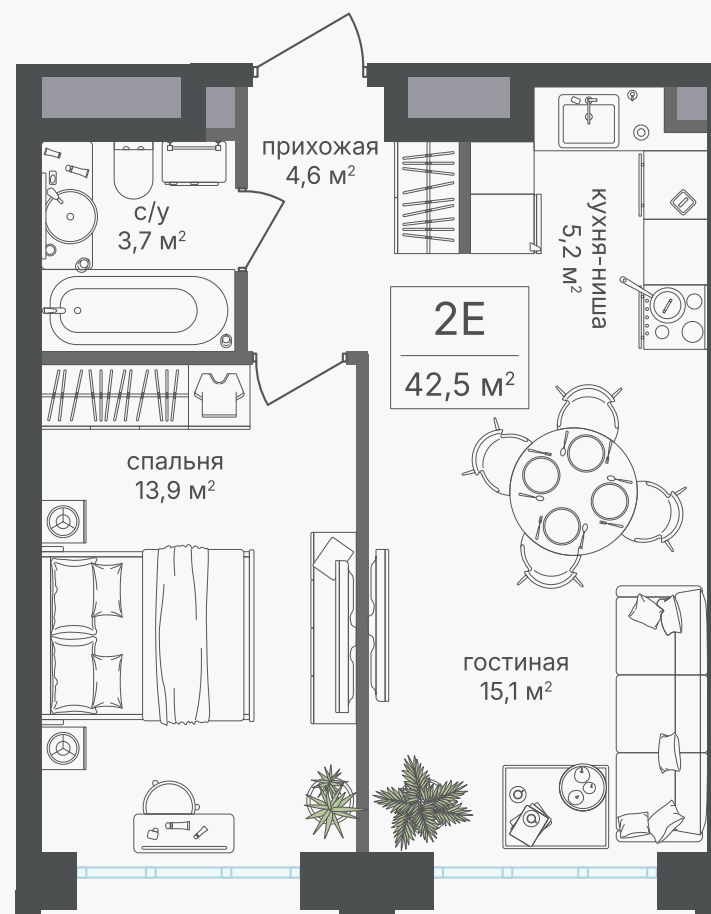 прихожая
4,6 м²
с/у
3,7 м²
кухня-ниша
5,2 м²
2E
42,5 м²
спальня
13,9 м²
гостиная
15,1 м²